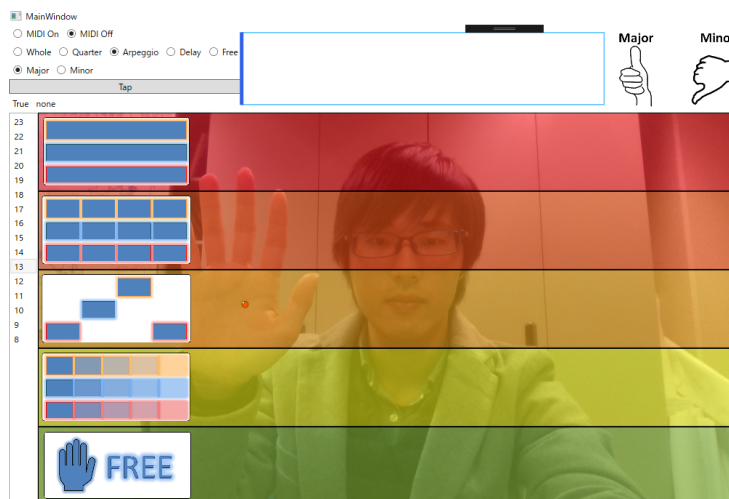 MainWindow
MIDI On MIDI Off
Whole Quarter Arpeggio Delay Free
Major Minor
Tap
True none
Major Mino
23
22
21
20
19
18
17
16
15
14
13
12
11
10
9
8
FREE